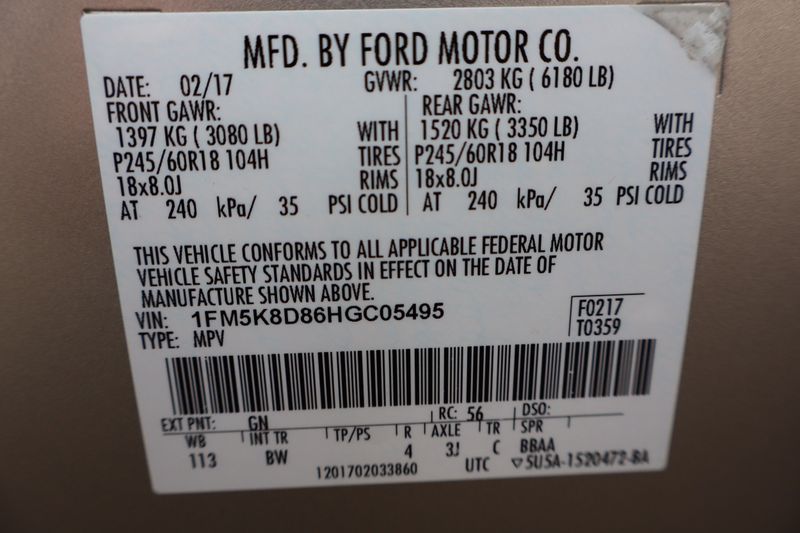 MFD. BY FORD MOTOR CO.
DATE: 02/17 GVWR: 2803 KG ( 6180 LB)
FRONT GAWR: REAR GAWR:
1397 KG ( 3080 LB) WITH 1520 KG ( 3350 LB) WITH
P245/60R18 104H TIRES P245/60R18 104H TIRES
18x8.0J RIMS 18x8.0J RIMS
AT 240 kPa/ 35 PSI COLD AT 240 kPa/ 35 PSI COLD
THIS VEHICLE CONFORMS TO ALL APPLICABLE FEDERAL MOTOR
VEHICLE SAFETY STANDARDS IN EFFECT ON THE DATE OF
MANUFACTURE SHOWN ABOVE.
VIN: 1FM5K8D86HGC05495 F0217
TYPE: MPV T0359
EXT PNT: GN RC: 56 DSO:
WB INT TR TP/PS R AXLE TR SPR
113 BW 4 3J C BBAA
1201702033860 UTC ▽5U5A-1520472-BA